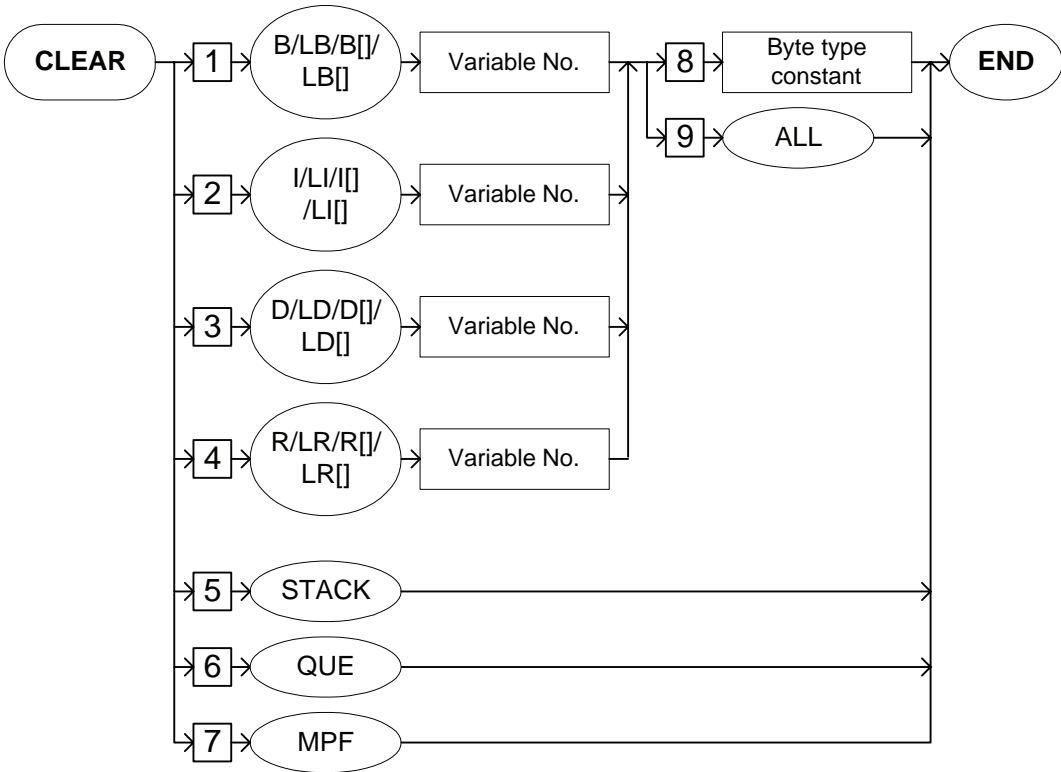 CLEAR
1
B/LB/B[]/
LB[]
Variable No.
8
Byte type
constant
END
9
ALL
2
I/LI/I[]
/LI[]
Variable No.
3
D/LD/D[]/
LD[]
Variable No.
4
R/LR/R[]/
LR[]
Variable No.
5
STACK
6
QUE
7
MPF